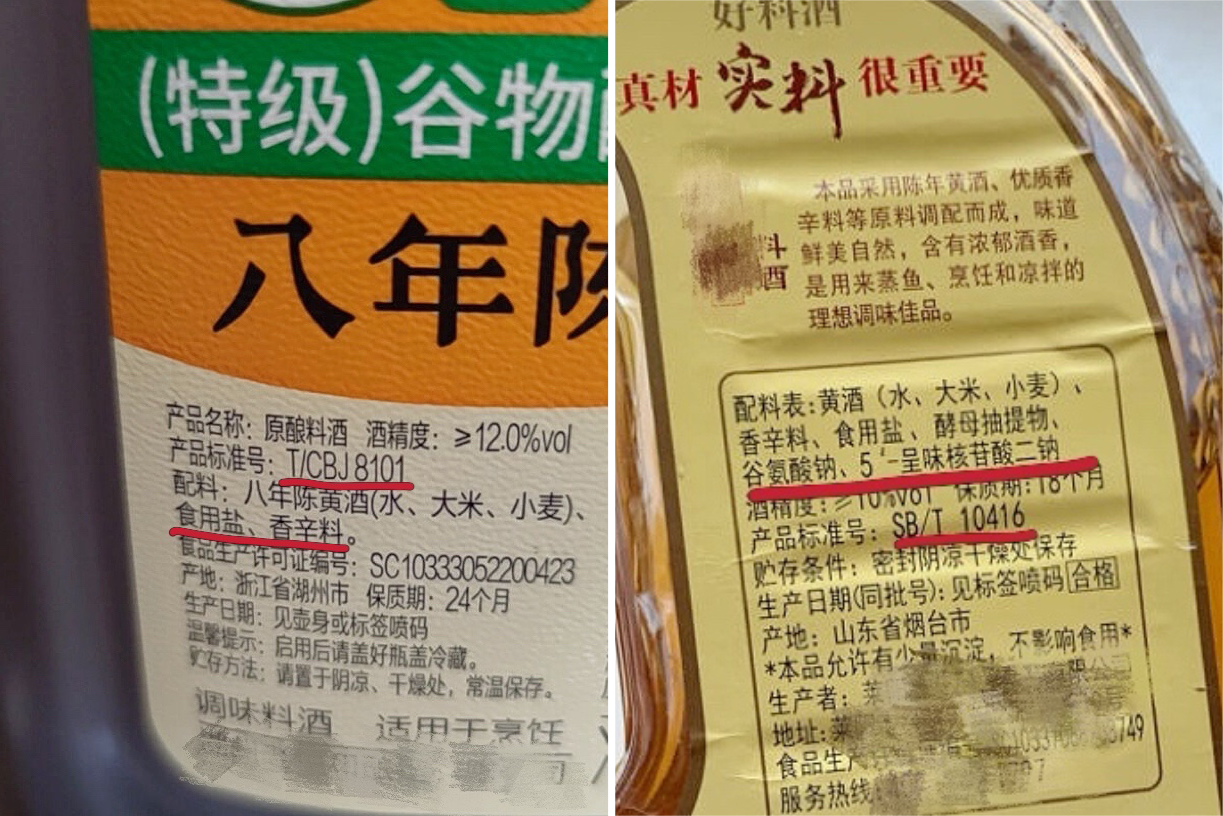 (特级)谷物
八年陈
产品名称：原酿料酒 酒精度：≥12.0%vol
产品标准号：T/CBJ 8101
配料：八年陈黄酒(水、大米、小麦)、
食用盐、香辛料。
食品生产许可证编号：SC10333052200423
产地：浙江省湖州市 保质期：24个月
生产日期：见壶身或标签喷码
温馨提示：启用后请盖好瓶盖冷藏。
贮存方法：请置于阴凉、干燥处，常温保存。
调味料酒 适用于烹饪
好料酒
真材实料很重要
料酒
本品采用陈年黄酒、优质香
辛料等原料调配而成，味道
鲜美自然，含有浓郁酒香，
是用来蒸鱼、烹饪和凉拌的
理想调味佳品。
配料表:黄酒（水、大米、小麦）、
香辛料、食用盐、酵母抽提物、
谷氨酸钠、5'-呈味核苷酸二钠
酒精度:≥10%vol 保质期:18个月
产品标准号：SB/T 10416
贮存条件：密封阴凉干燥处保存
生产日期(同批号):见标签喷码 合格
产地：山东省烟台市
*本品允许有少量沉淀，不影响食用*
生产者：莱 限公司
地址:莱 号
食品生产 749
服务热线: